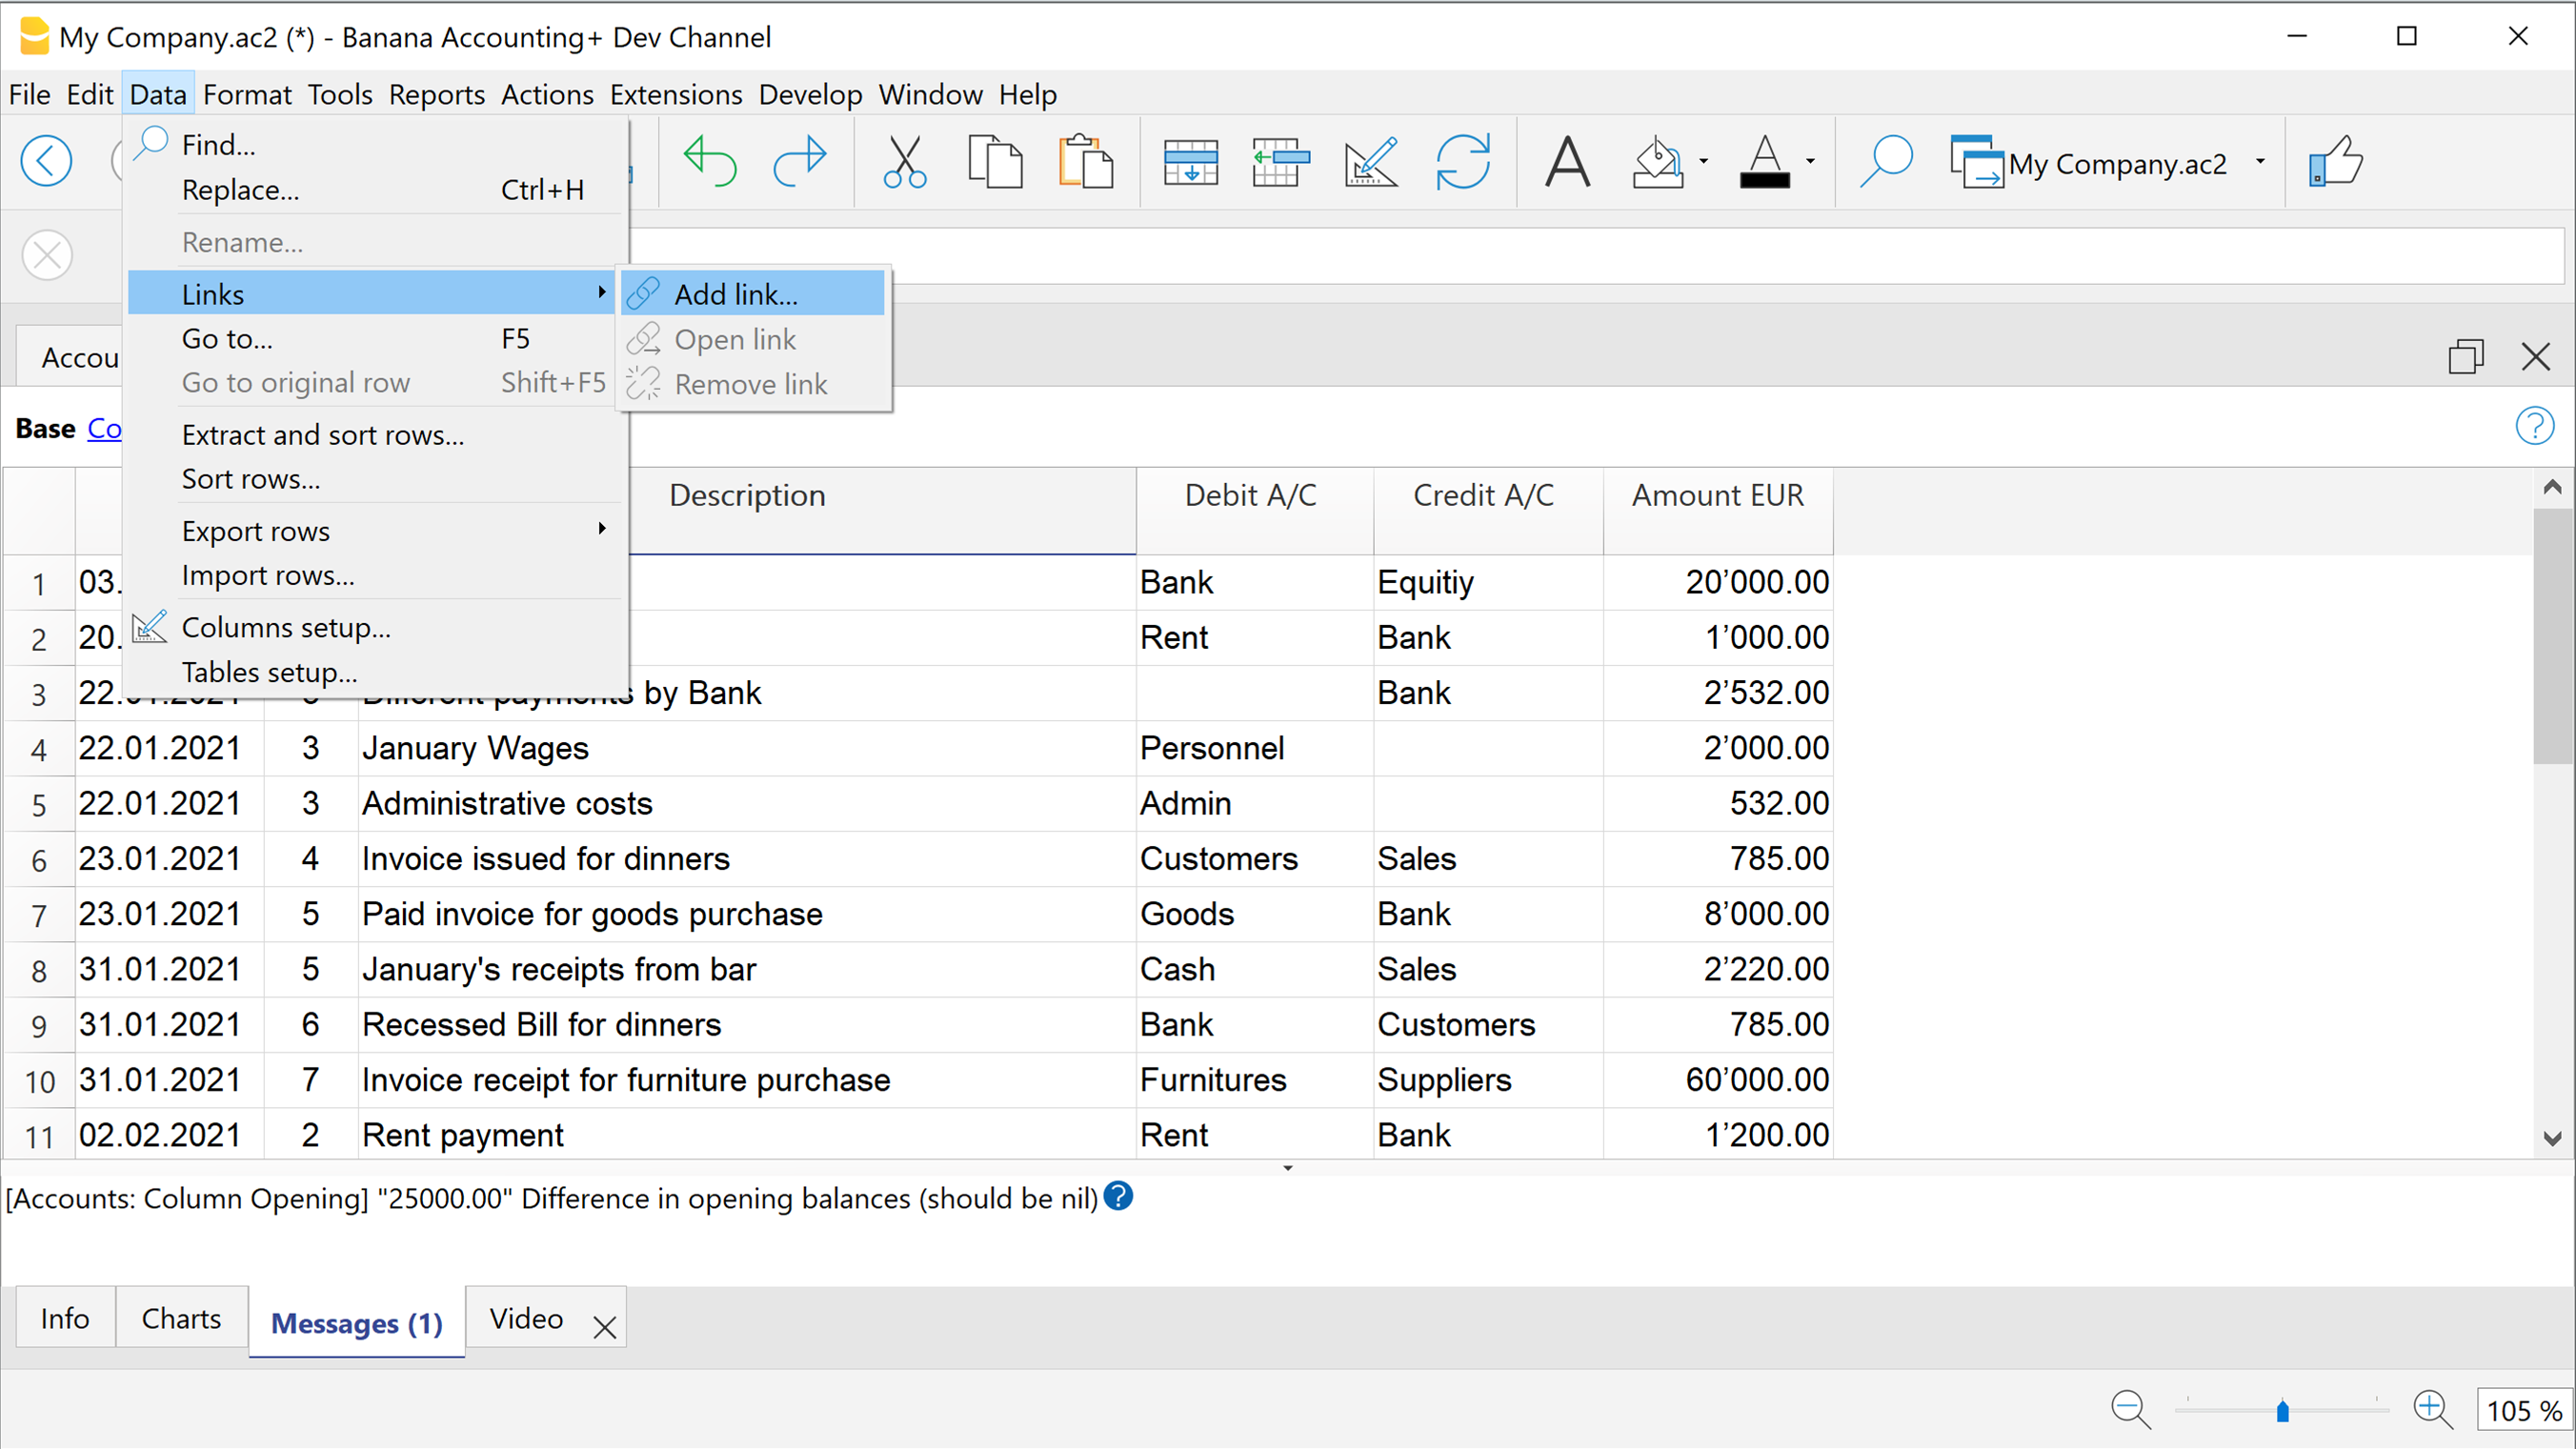 My Company.ac2 (*) - Banana Accounting+ Dev Channel
File Edit Data Format Tools Reports Actions Extensions Develop Window Help
Find...
Replace... Ctrl+H
My Company.ac2
Rename...
Links
Add link...
Go to... F5
Open link
Go to original row Shift+F5
Remove link
Accou
Base Co
Extract and sort rows...
Sort rows...
Export rows
Import rows...
Columns setup...
Tables setup...
Description Debit A/C Credit A/C Amount EUR
1 03. Bank Equitiy 20’000.00
2 20. Rent Bank 1’000.00
3 22.01.2021 3 Different payments by Bank Bank 2’532.00
4 22.01.2021 3 January Wages Personnel 2’000.00
5 22.01.2021 3 Administrative costs Admin 532.00
6 23.01.2021 4 Invoice issued for dinners Customers Sales 785.00
7 23.01.2021 5 Paid invoice for goods purchase Goods Bank 8’000.00
8 31.01.2021 5 January's receipts from bar Cash Sales 2’220.00
9 31.01.2021 6 Recessed Bill for dinners Bank Customers 785.00
10 31.01.2021 7 Invoice receipt for furniture purchase Furnitures Suppliers 60’000.00
11 02.02.2021 2 Rent payment Rent Bank 1’200.00
[Accounts: Column Opening] "25000.00" Difference in opening balances (should be nil)
Info Charts Messages (1) Video
105 %